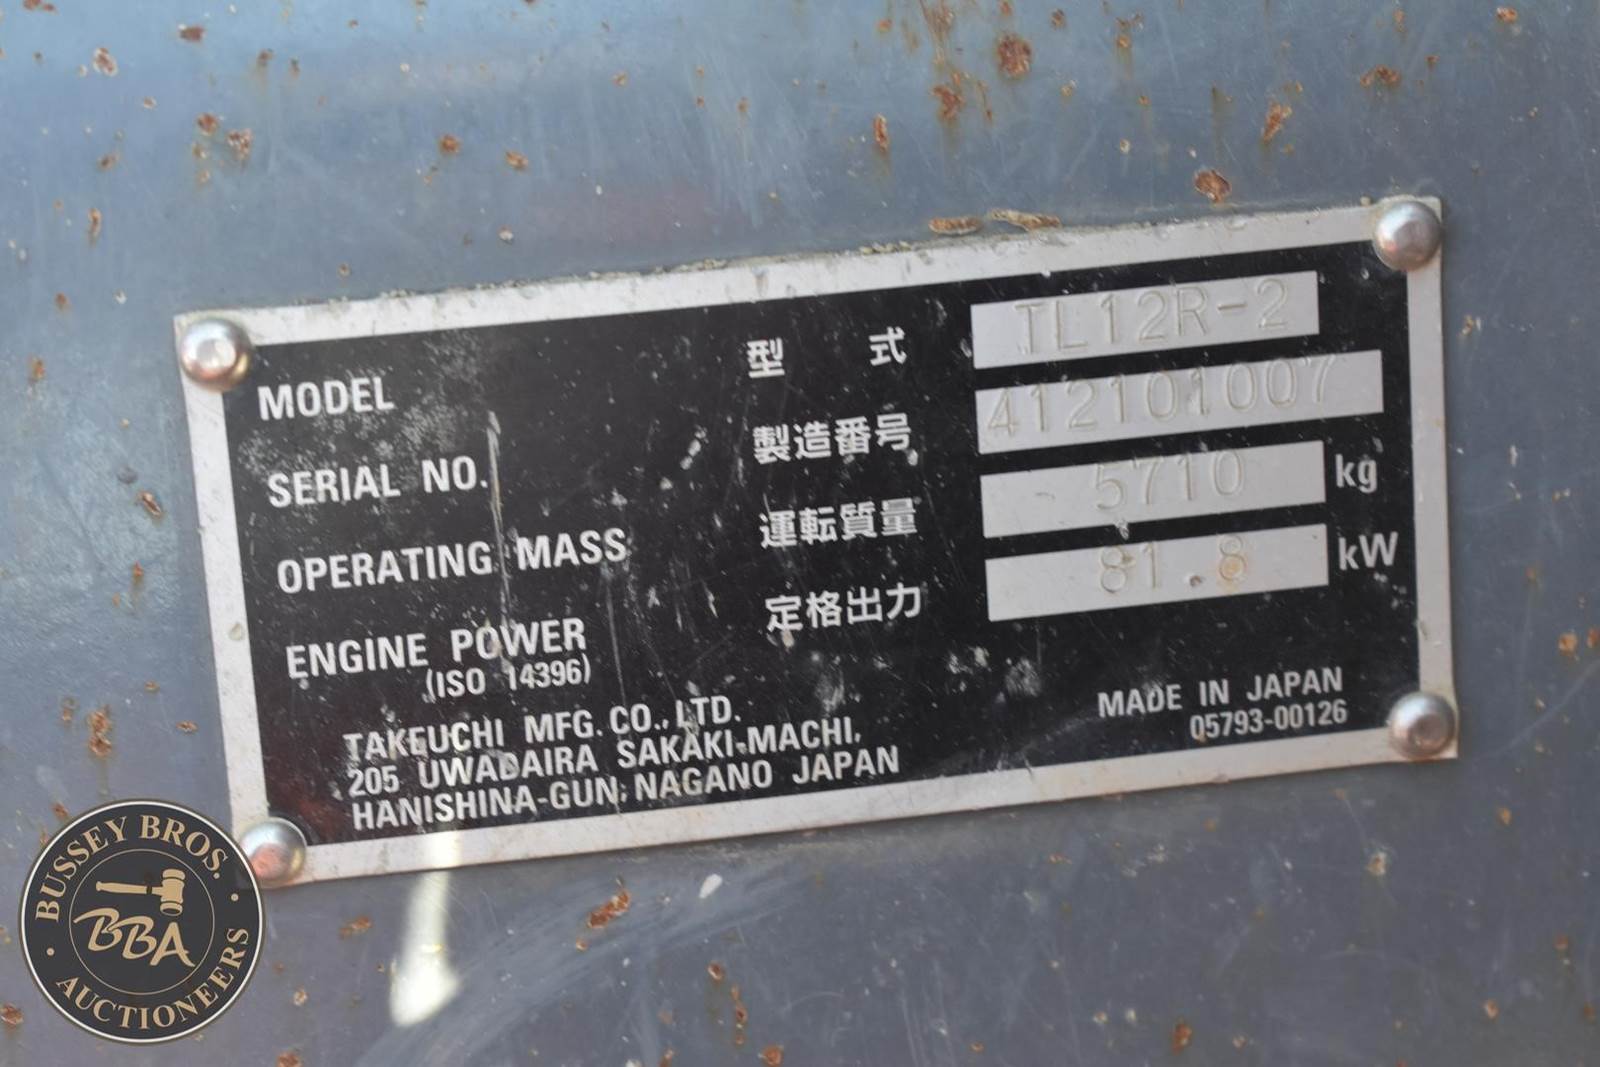 MODEL 型 式 TL12R-2
SERIAL NO. 製造番号 412101007
OPERATING MASS 運転質量 5710 kg
ENGINE POWER 定格出力 81.8 kW
(ISO 14396)
TAKEUCHI MFG. CO., LTD.
205 UWADAIRA SAKAKI-MACHI,
HANISHINA-GUN, NAGANO JAPAN
MADE IN JAPAN
05793-00126
BUSSEY BROS.
BBA
AUCTIONEERS